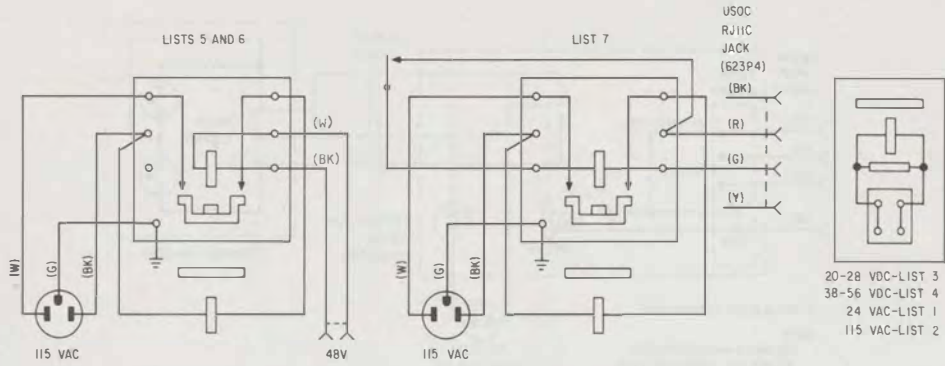 LISTS 5 AND 6
(W)
(BK)
(W)
(G)
(BK)
115 VAC
48V
LIST 7
USOC
RJ11C
JACK
(623P4)
(BK)
(R)
(G)
(Y)
(W)
(G)
(BK)
115 VAC
20-28 VDC-LIST 3
38-56 VDC-LIST 4
24 VAC-LIST 1
115 VAC-LIST 2